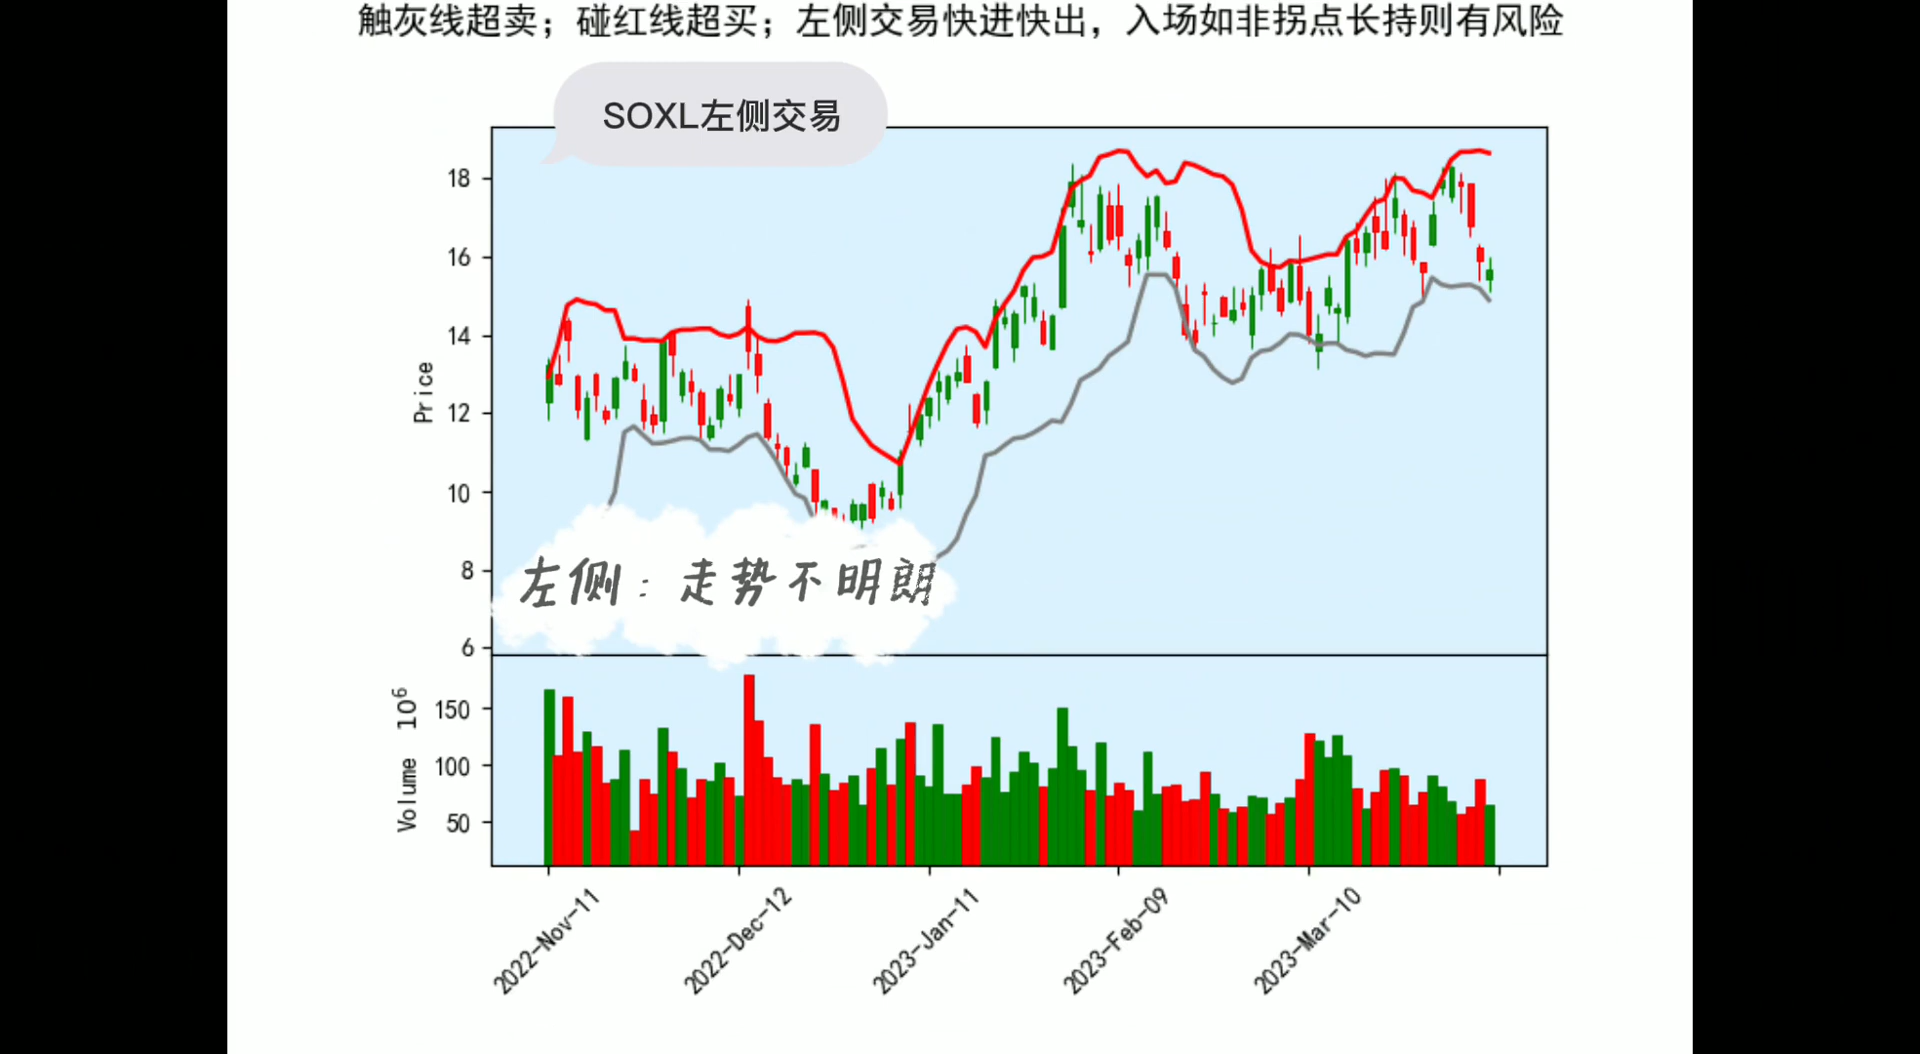 触灰线超卖；碰红线超买；左侧交易快进快出，入场如非拐点长持则有风险
SOXL左侧交易
18
16
14
12
10
8
6
Price
左侧：走势不明朗
150
100
50
Volume 10^6
2022-Nov-11
2022-Dec-12
2023-Jan-11
2023-Feb-09
2023-Mar-10